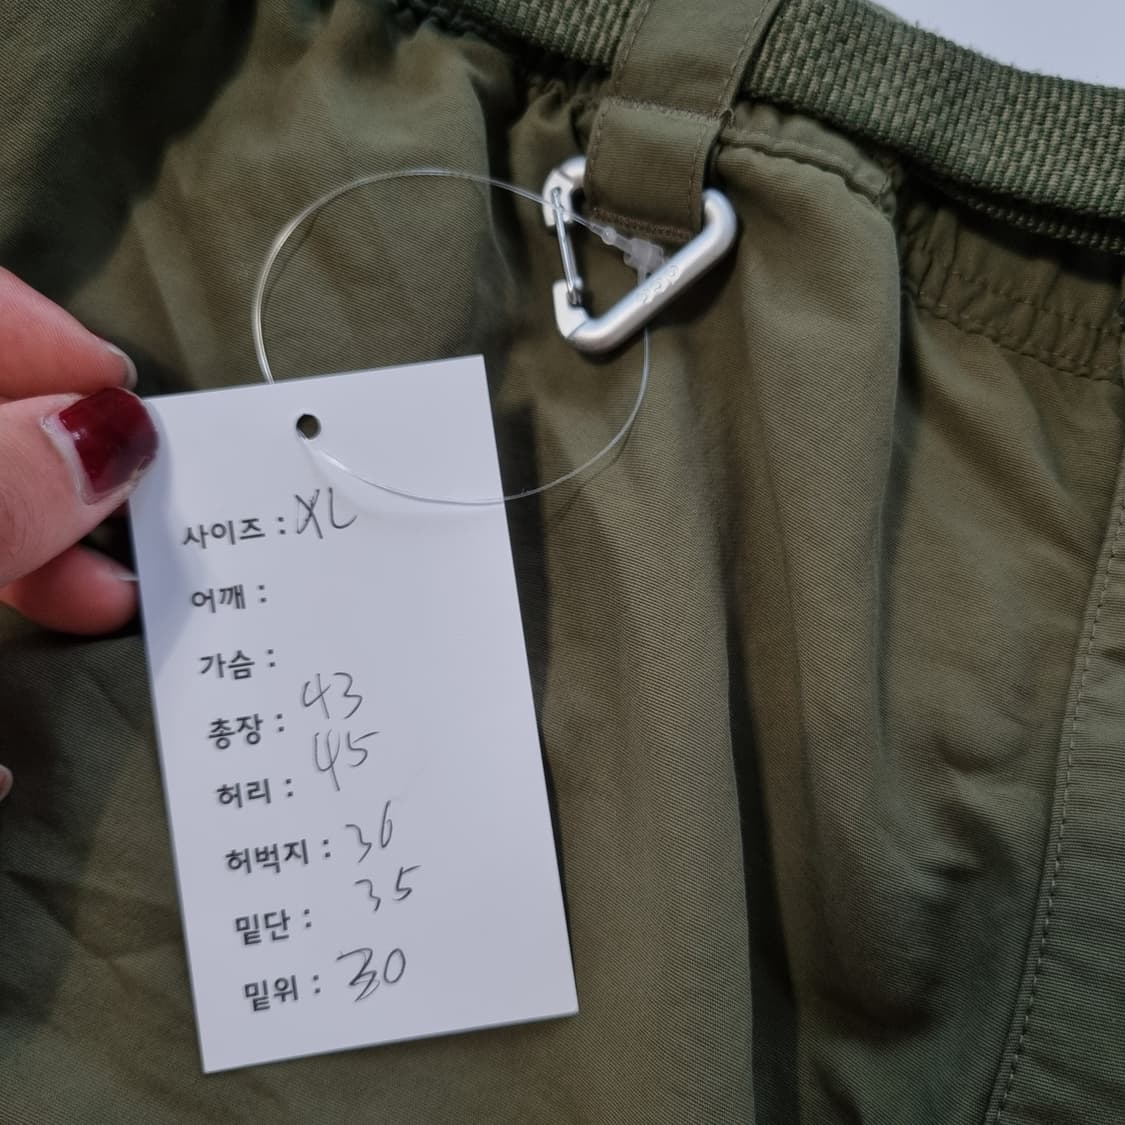 사이즈 : XL
어깨 :
가슴 :
총장 : 43
허리 : 45
허벅지 : 36
밑단 : 35
밑위 : 30